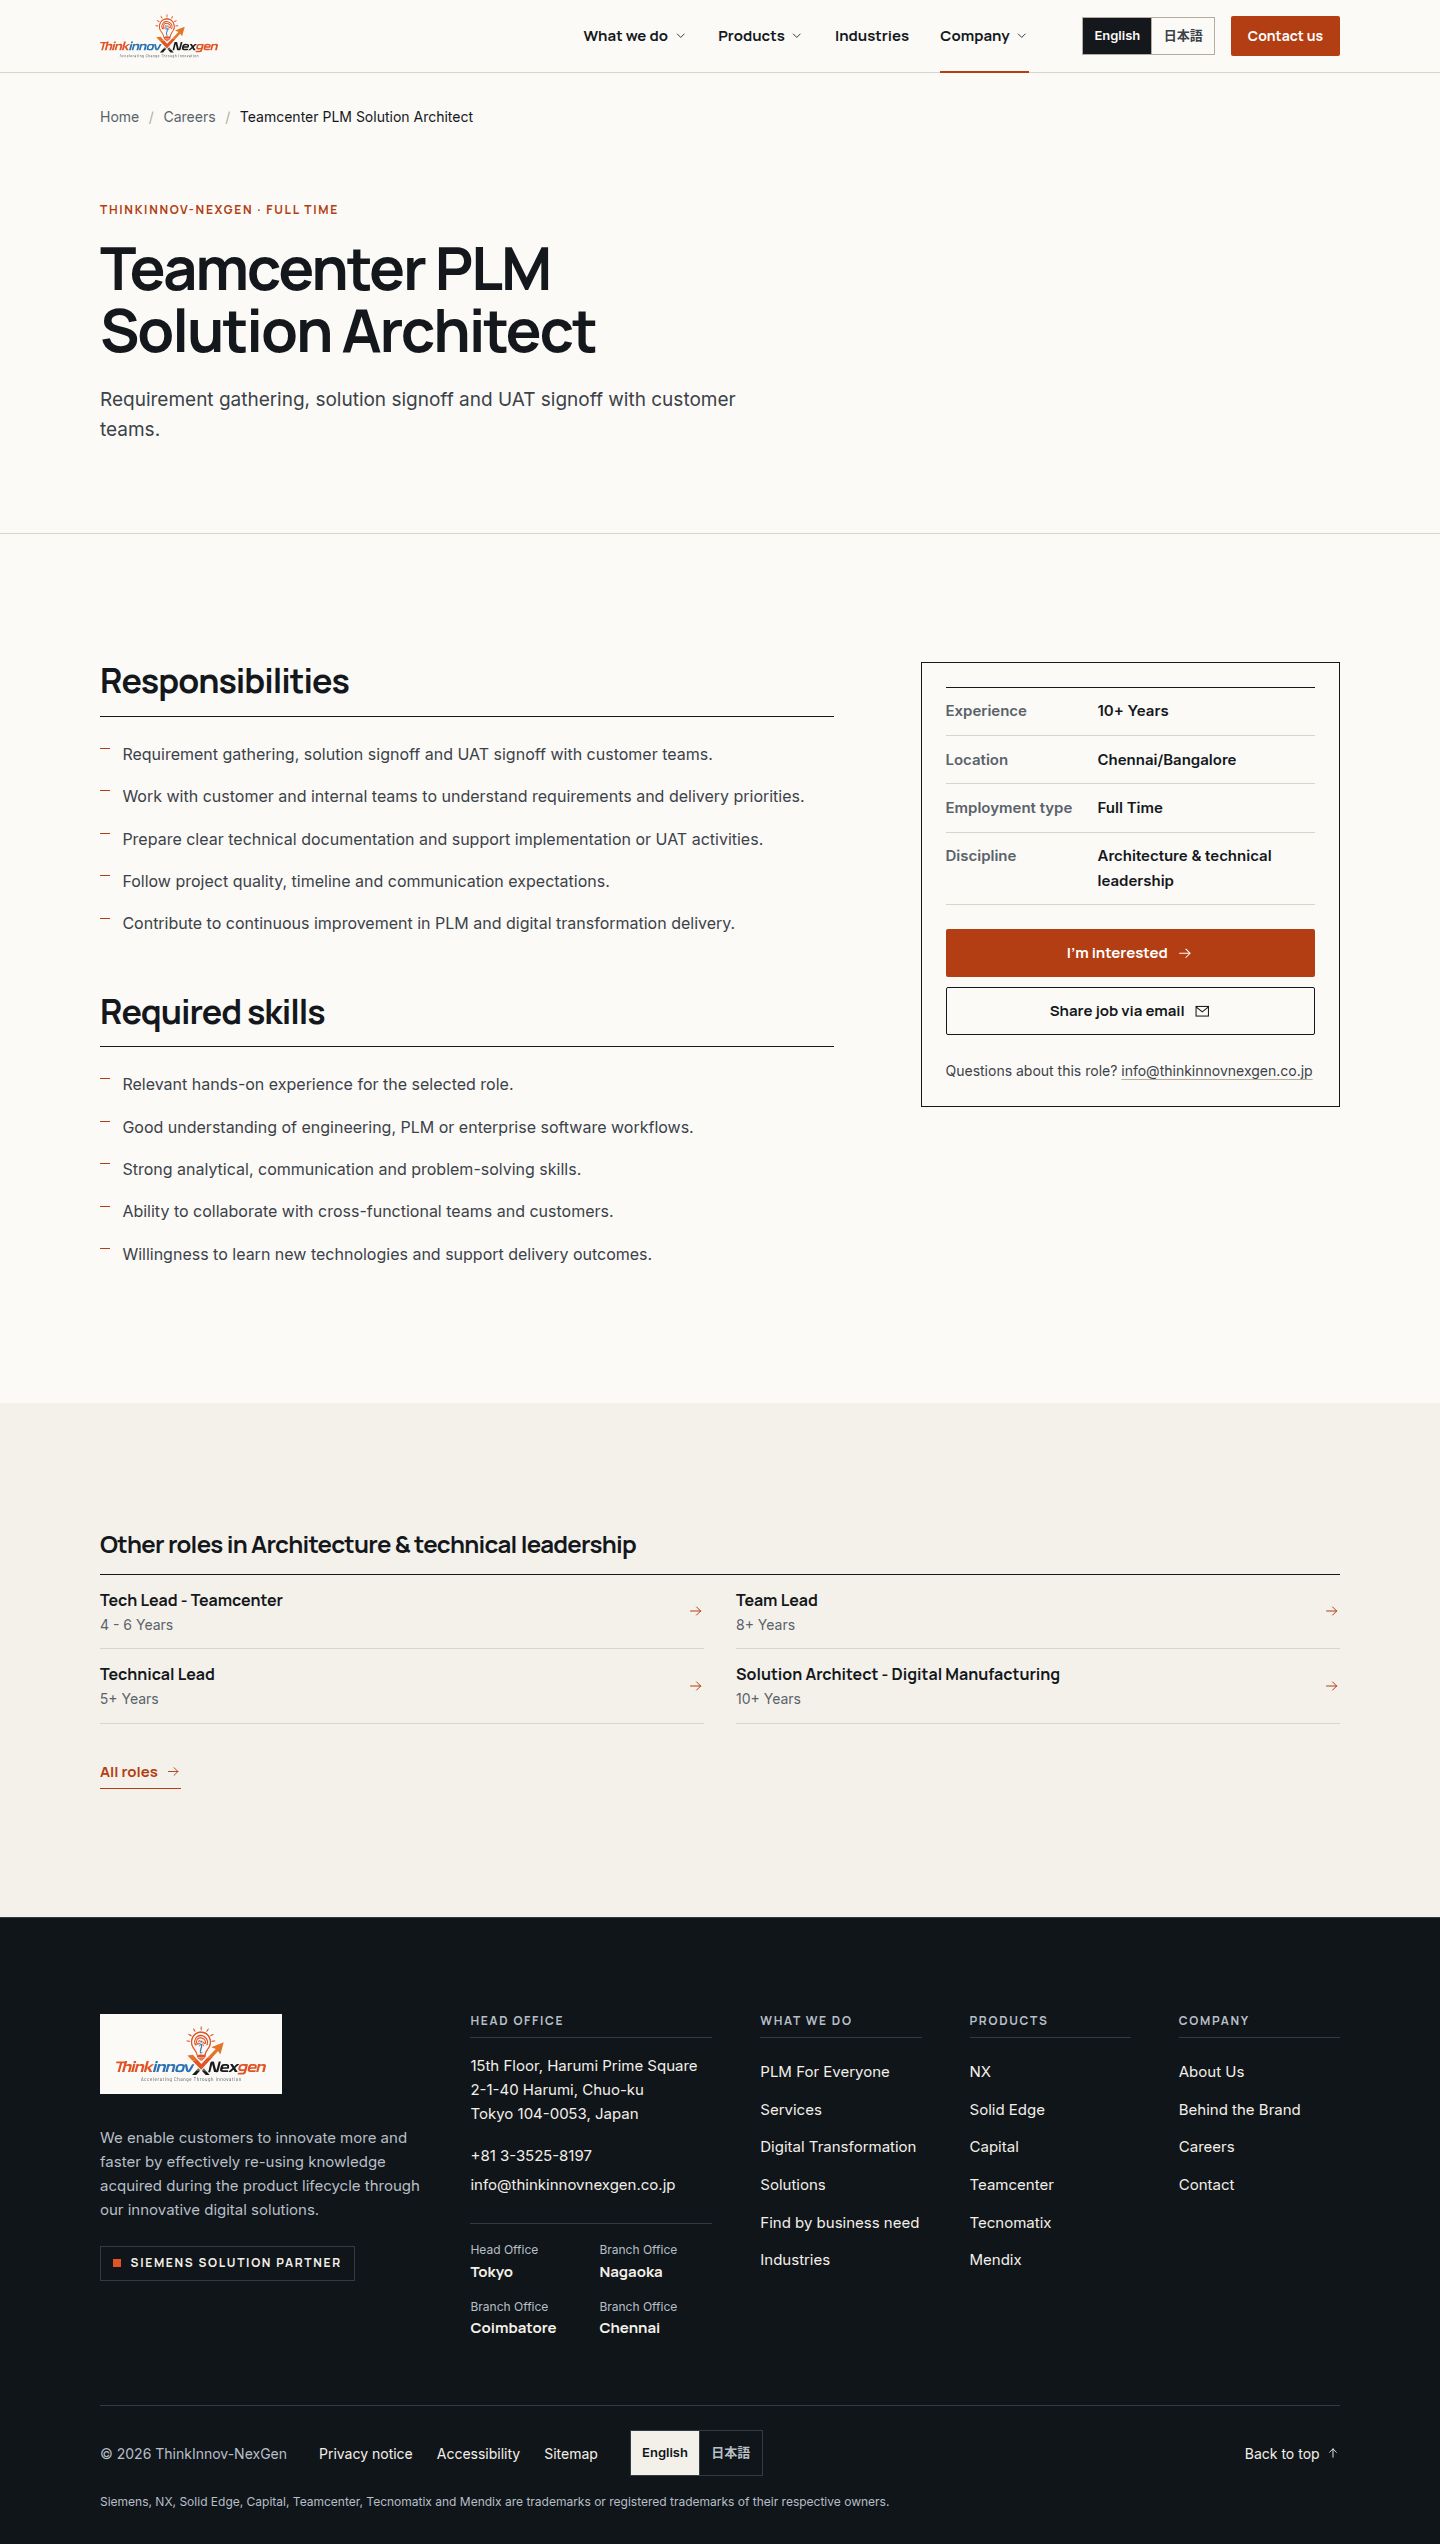 Thinkinnov Nexgen
Accelerating Change Through Innovation
What we do
Products
Industries
Company
English
日本語
Contact us
Home / Careers / Teamcenter PLM Solution Architect
THINKINNOV-NEXGEN · FULL TIME
Teamcenter PLM
Solution Architect
Requirement gathering, solution signoff and UAT signoff with customer
teams.
Responsibilities
Requirement gathering, solution signoff and UAT signoff with customer teams.
Work with customer and internal teams to understand requirements and delivery priorities.
Prepare clear technical documentation and support implementation or UAT activities.
Follow project quality, timeline and communication expectations.
Contribute to continuous improvement in PLM and digital transformation delivery.
Required skills
Relevant hands-on experience for the selected role.
Good understanding of engineering, PLM or enterprise software workflows.
Strong analytical, communication and problem-solving skills.
Ability to collaborate with cross-functional teams and customers.
Willingness to learn new technologies and support delivery outcomes.
Experience 10+ Years
Location Chennai/Bangalore
Employment type Full Time
Discipline Architecture & technical
leadership
I'm interested →
Share job via email
Questions about this role? info@thinkinnovnexgen.co.jp
Other roles in Architecture & technical leadership
Tech Lead - Teamcenter
4 - 6 Years
→
Team Lead
8+ Years
→
Technical Lead
5+ Years
→
Solution Architect - Digital Manufacturing
10+ Years
→
All roles →
Thinkinnov Nexgen
Accelerating Change Through Innovation
We enable customers to innovate more and
faster by effectively re-using knowledge
acquired during the product lifecycle through
our innovative digital solutions.
SIEMENS SOLUTION PARTNER
HEAD OFFICE
15th Floor, Harumi Prime Square
2-1-40 Harumi, Chuo-ku
Tokyo 104-0053, Japan
+81 3-3525-8197
info@thinkinnovnexgen.co.jp
Head Office
Tokyo
Branch Office
Nagaoka
Branch Office
Coimbatore
Branch Office
Chennai
WHAT WE DO
PLM For Everyone
Services
Digital Transformation
Solutions
Find by business need
Industries
PRODUCTS
NX
Solid Edge
Capital
Teamcenter
Tecnomatix
Mendix
COMPANY
About Us
Behind the Brand
Careers
Contact
© 2026 ThinkInnov-NexGen
Privacy notice
Accessibility
Sitemap
English
日本語
Back to top ↑
Siemens, NX, Solid Edge, Capital, Teamcenter, Tecnomatix and Mendix are trademarks or registered trademarks of their respective owners.